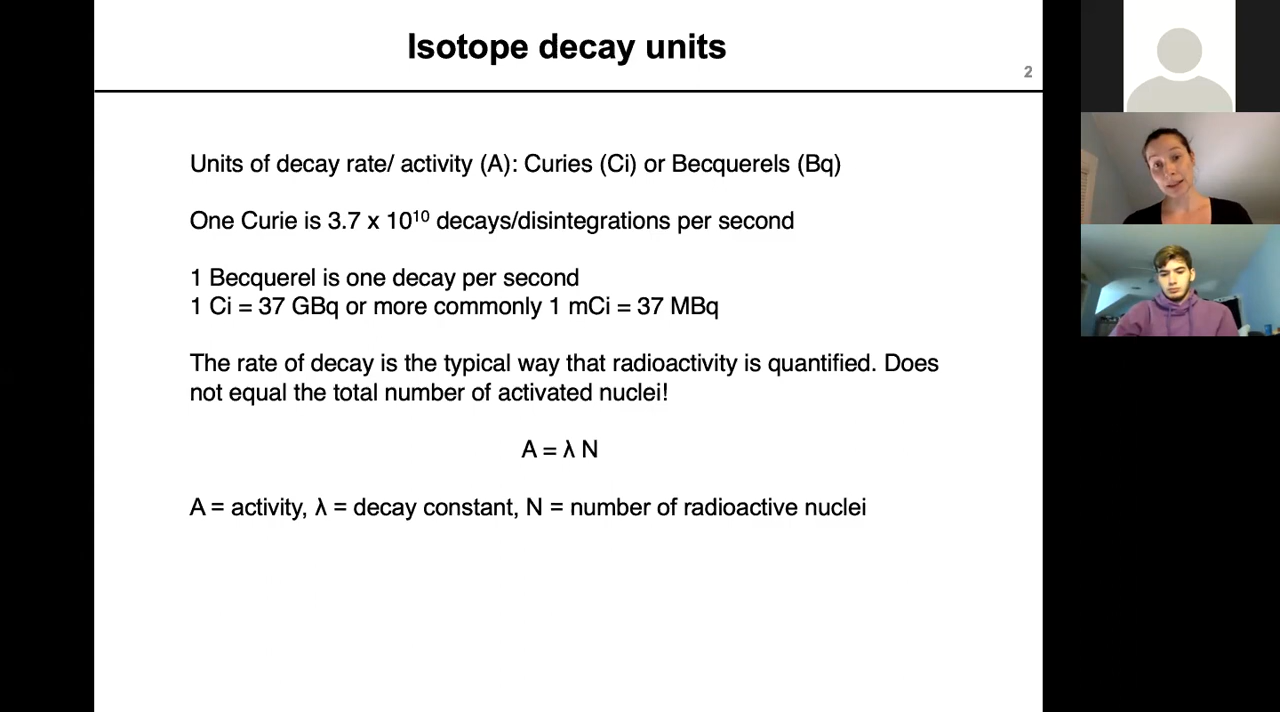 Isotope decay units
2
Units of decay rate/ activity (A): Curies (Ci) or Becquerels (Bq)
One Curie is 3.7 x 10¹⁰ decays/disintegrations per second
1 Becquerel is one decay per second
1 Ci = 37 GBq or more commonly 1 mCi = 37 MBq
The rate of decay is the typical way that radioactivity is quantified. Does
not equal the total number of activated nuclei!
A = λ N
A = activity, λ = decay constant, N = number of radioactive nuclei